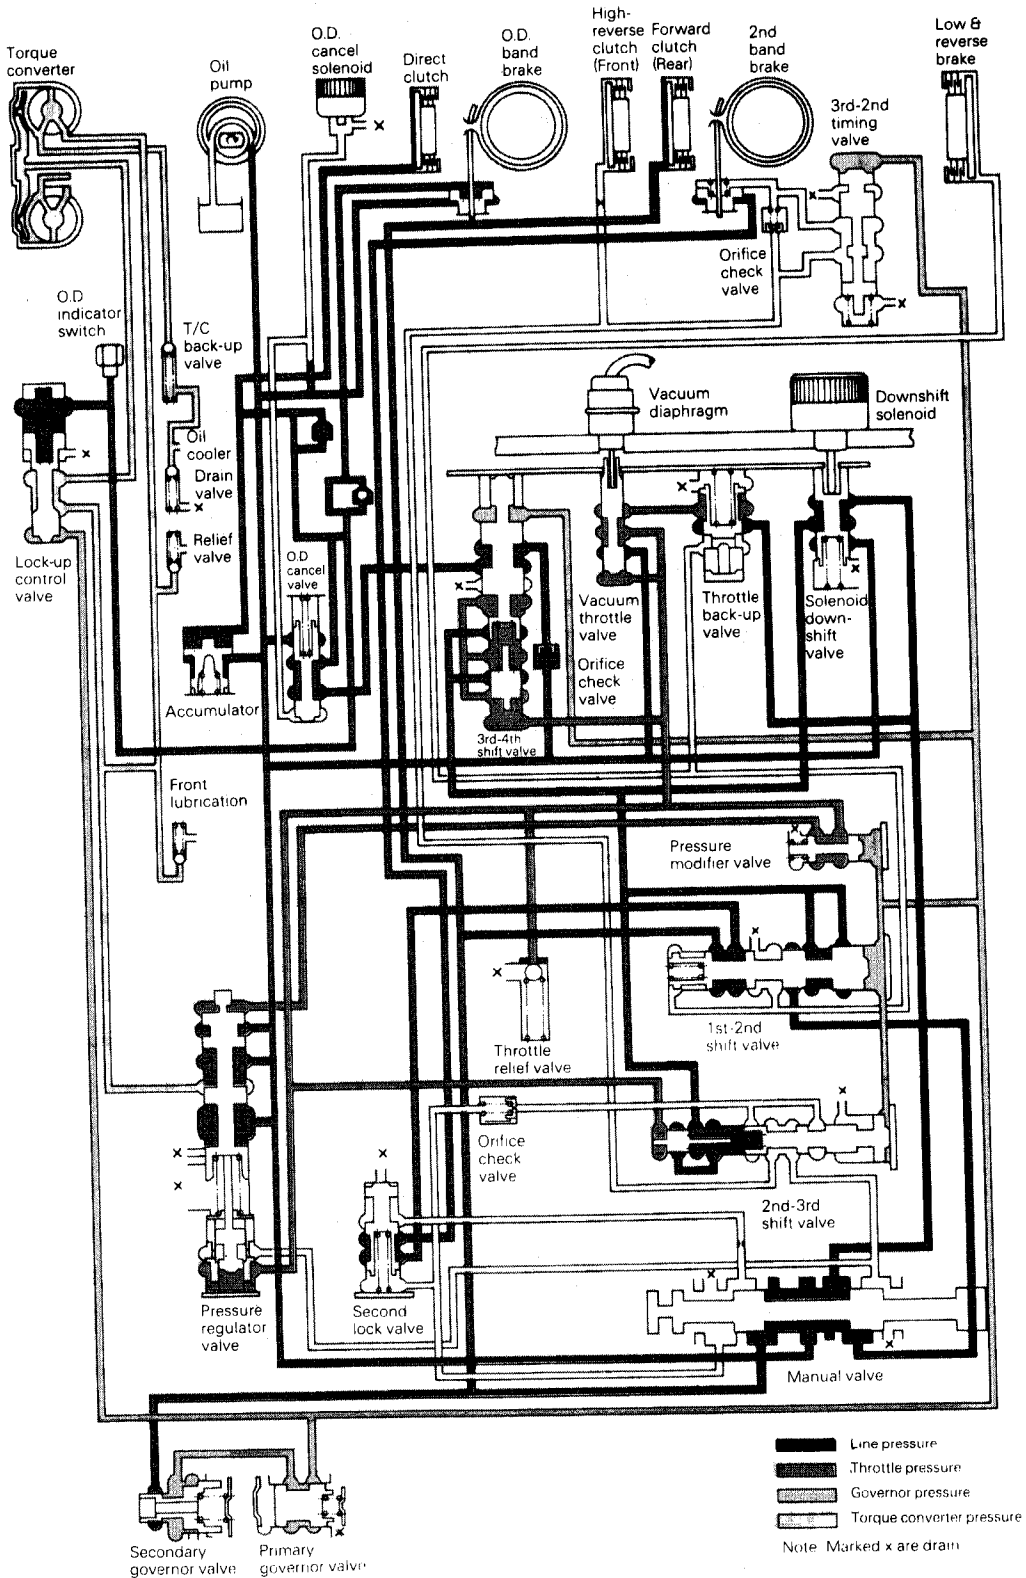 Torque
converter
Oil
pump
O.D.
cancel
solenoid
Direct
clutch
O.D.
band
brake
High-
reverse
clutch
(Front)
Forward
clutch
(Rear)
2nd
band
brake
Low &
reverse
brake
3rd-2nd
timing
valve
x
x
Orifice
check
valve
x
O.D
indicator
switch
T/C
back-up
valve
Vacuum
diaphragm
Downshift
solenoid
x
Oil
cooler
Drain
valve
x
Relief
valve
Lock-up
control
valve
O.D
cancel
valve
x
x
Vacuum
throttle
valve
Throttle
back-up
valve
Solenoid
down-
shift
valve
x
Orifice
check
valve
Accumulator
3rd-4th
shift valve
Front
lubrication
Pressure
modifier valve
x
x
x
Throttle
relief valve
1st-2nd
shift valve
x
Orifice
check
valve
x
x
x
2nd-3rd
shift valve
x
Pressure
regulator
valve
Second
lock valve
x
Manual valve
Line pressure
Throttle pressure
Governor pressure
Torque converter pressure
Note Marked x are drain
x
x
Secondary
governor valve
Primary
governor valve